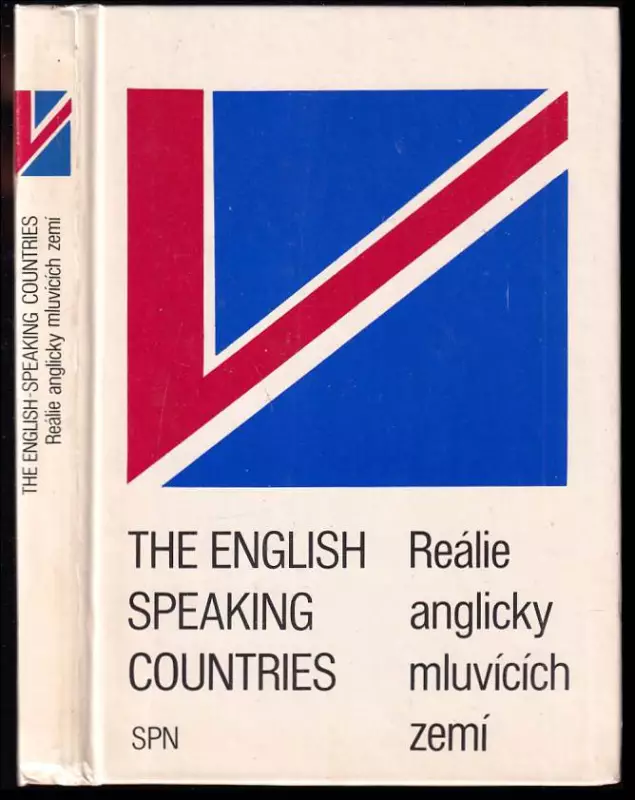 THE ENGLISH-SPEAKING COUNTRIES
Reálie anglicky mluvících zemí
THE ENGLISH
SPEAKING
COUNTRIES
SPN
Reálie
anglicky
mluvících
zemí